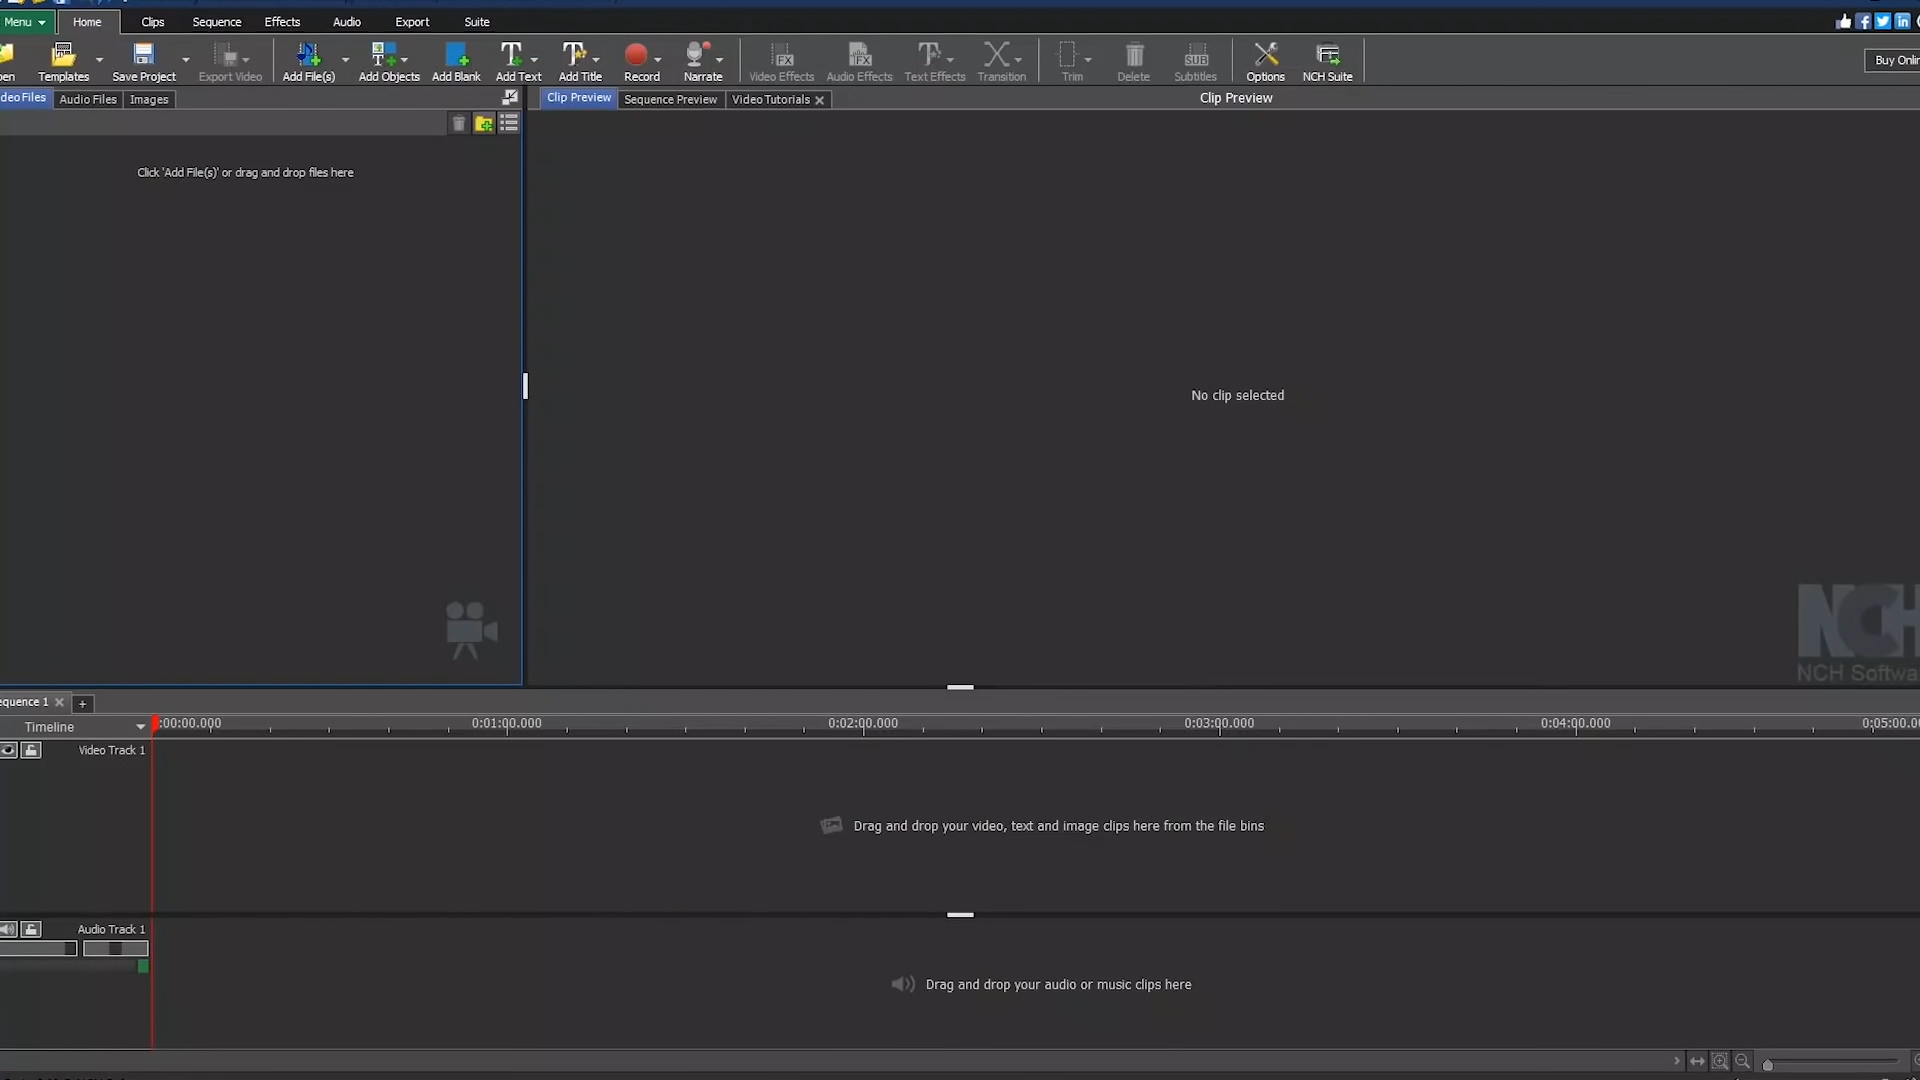 Menu Home Clips Sequence Effects Audio Export Suite
pen Templates Save Project Export Video Add File(s) Add Objects Add Blank Add Text Add Title Record Narrate Video Effects Audio Effects Text Effects Transition Trim Delete Subtitles Options NCH Suite Buy Onlin
deo Files Audio Files Images Clip Preview Sequence Preview Video Tutorials Clip Preview
Click 'Add File(s)' or drag and drop files here
No clip selected
NCH
NCH Softwa
equence 1 +
Timeline :00:00.000 0:01:00.000 0:02:00.000 0:03:00.000 0:04:00.000 0:05:00.0
Video Track 1
Drag and drop your video, text and image clips here from the file bins
Audio Track 1
Drag and drop your audio or music clips here